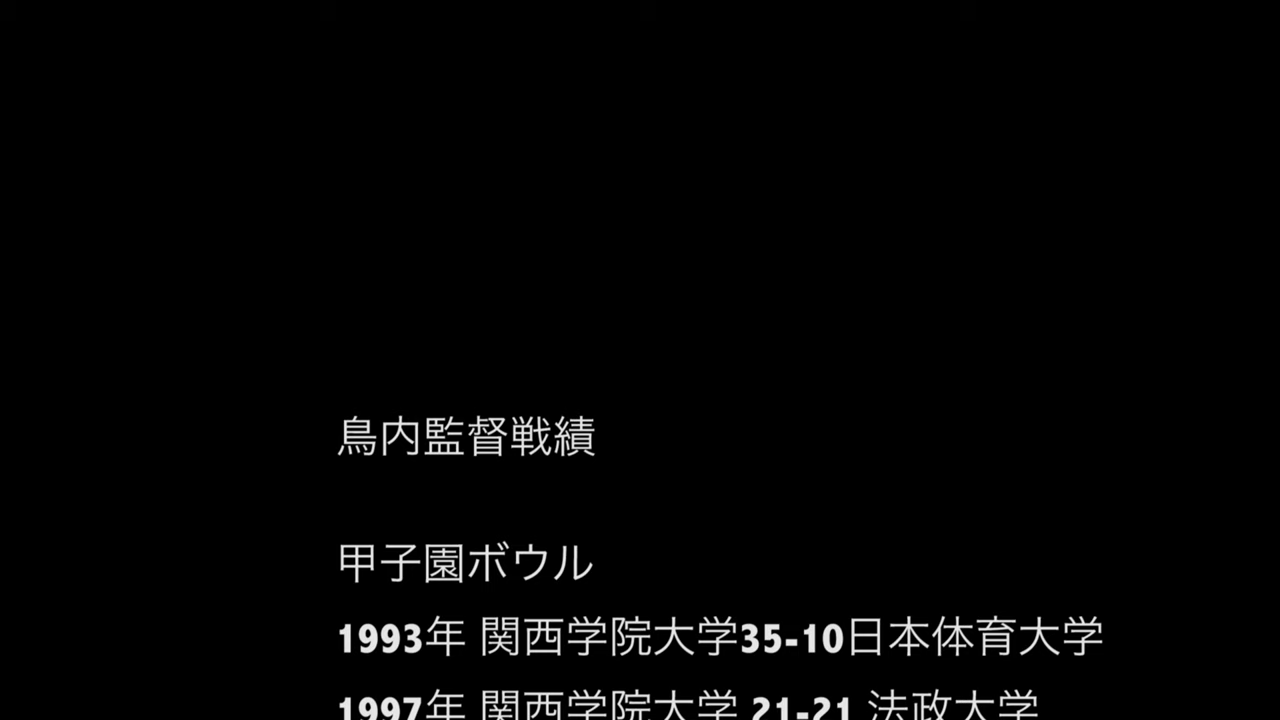 鳥内監督戦績
甲子園ボウル
1993年 関西学院大学35-10日本体育大学
1997年 関西学院大学 21-21 法政大学